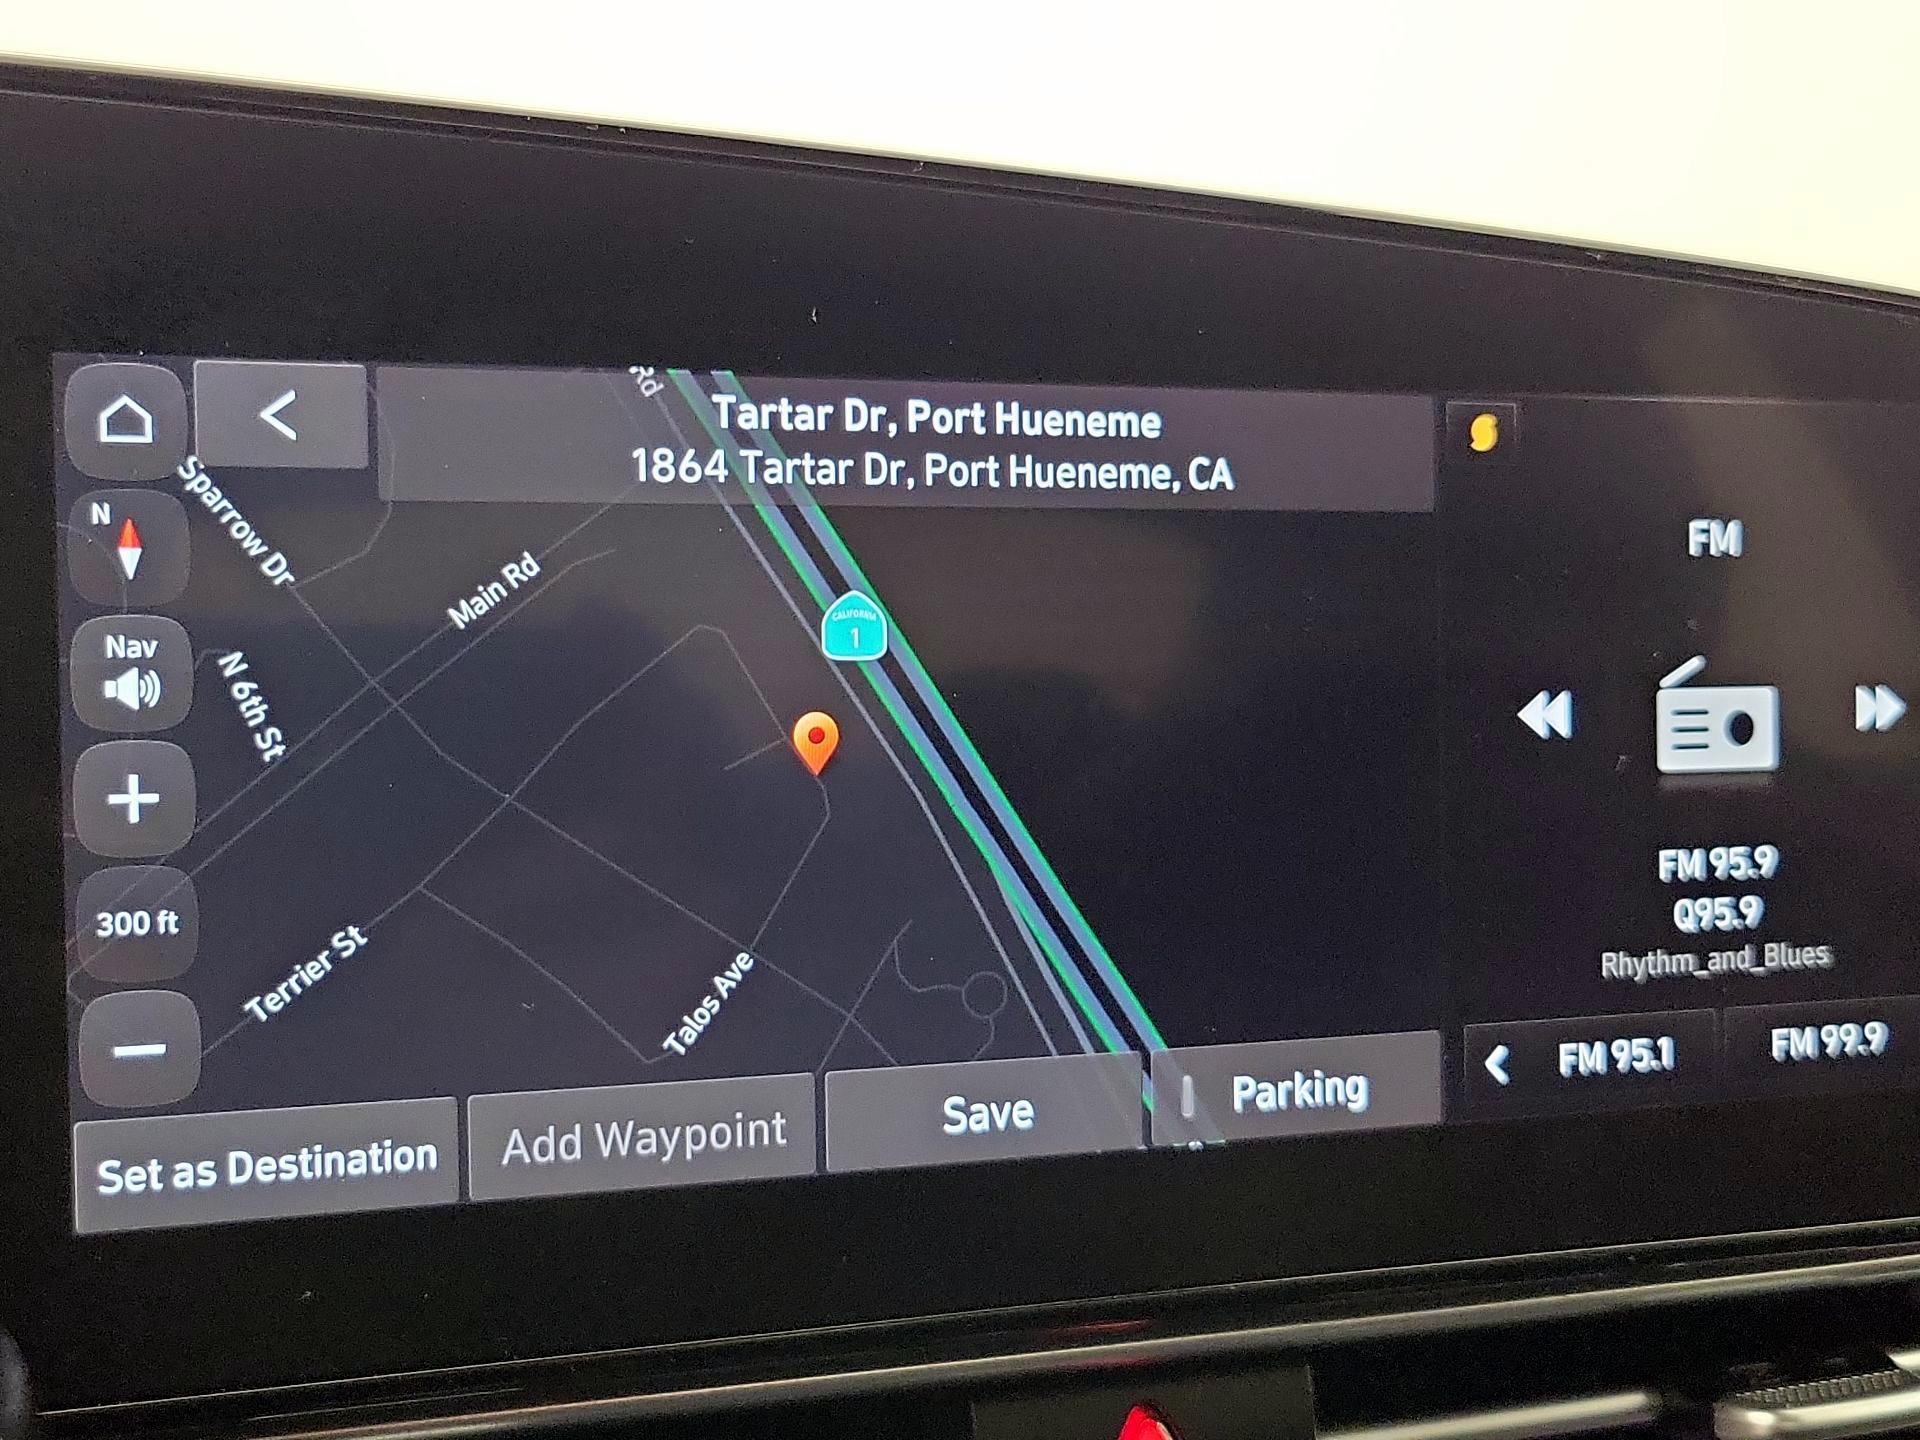 Tartar Dr, Port Hueneme
1864 Tartar Dr, Port Hueneme, CA
Rd
N
Sparrow Dr
Main Rd
CALIFORNIA
1
Nav
N 6th St
300 ft
Terrier St
Talos Ave
Set as Destination
Add Waypoint
Save
Parking
FM
FM 95.9
Q95.9
Rhythm_and_Blues
FM 95.1
FM 99.9